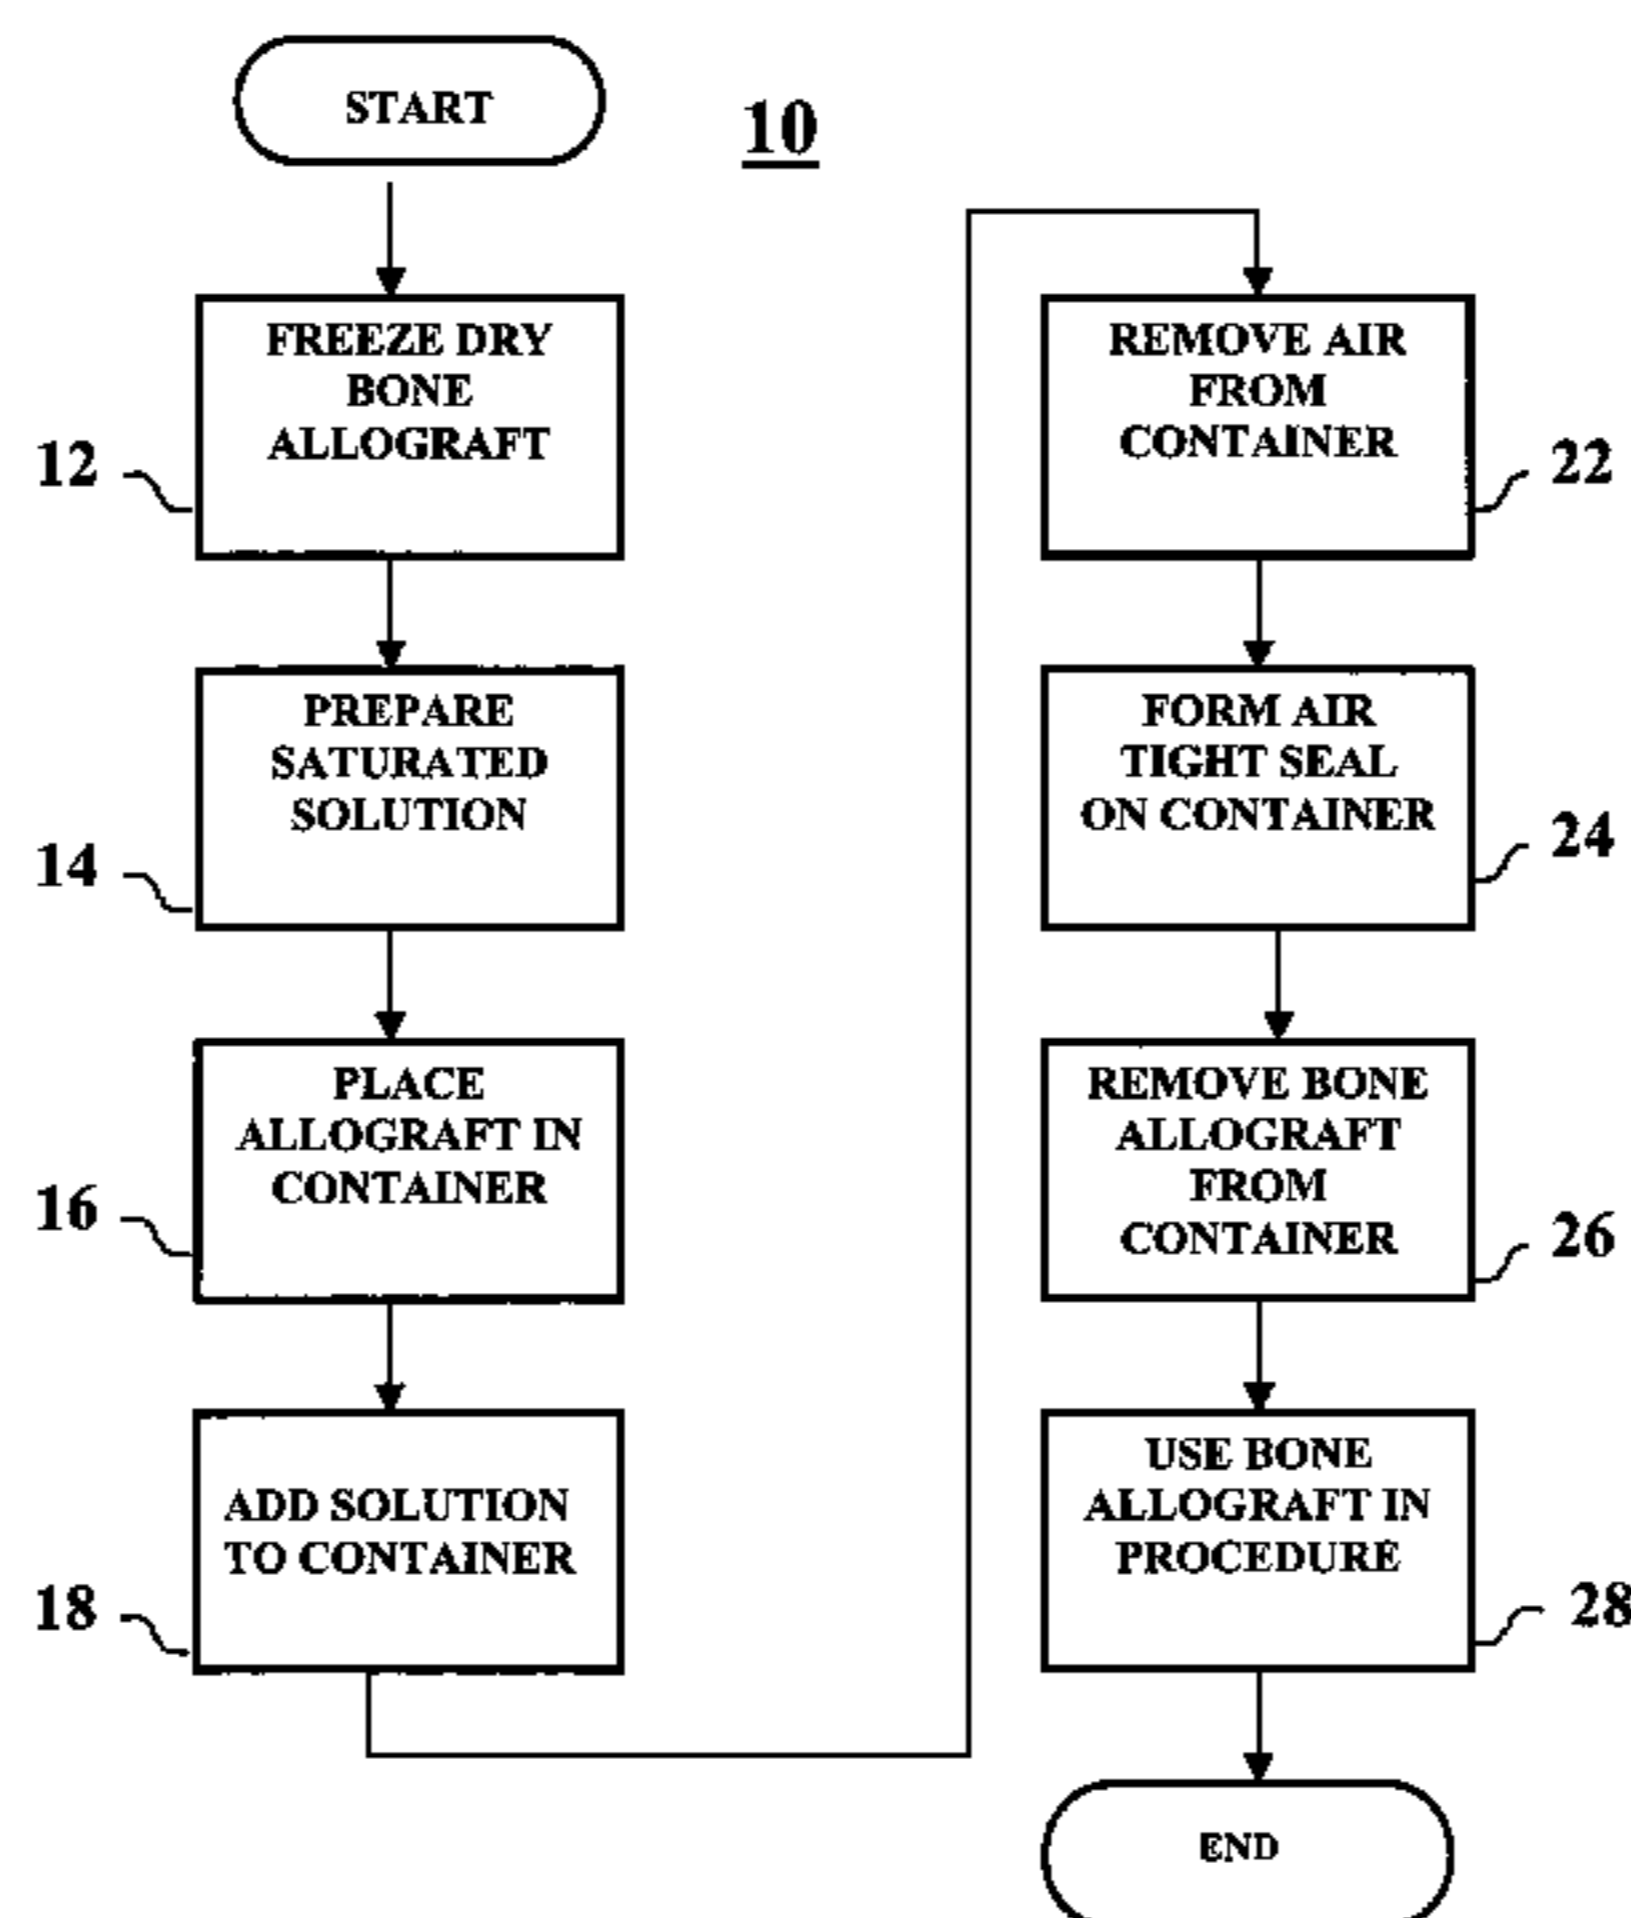 START
10
FREEZE DRY
BONE
ALLOGRAFT
12
PREPARE
SATURATED
SOLUTION
14
PLACE
ALLOGRAFT IN
CONTAINER
16
ADD SOLUTION
TO CONTAINER
18
REMOVE AIR
FROM
CONTAINER
22
FORM AIR
TIGHT SEAL
ON CONTAINER
24
REMOVE BONE
ALLOGRAFT
FROM
CONTAINER
26
USE BONE
ALLOGRAFT IN
PROCEDURE
28
END